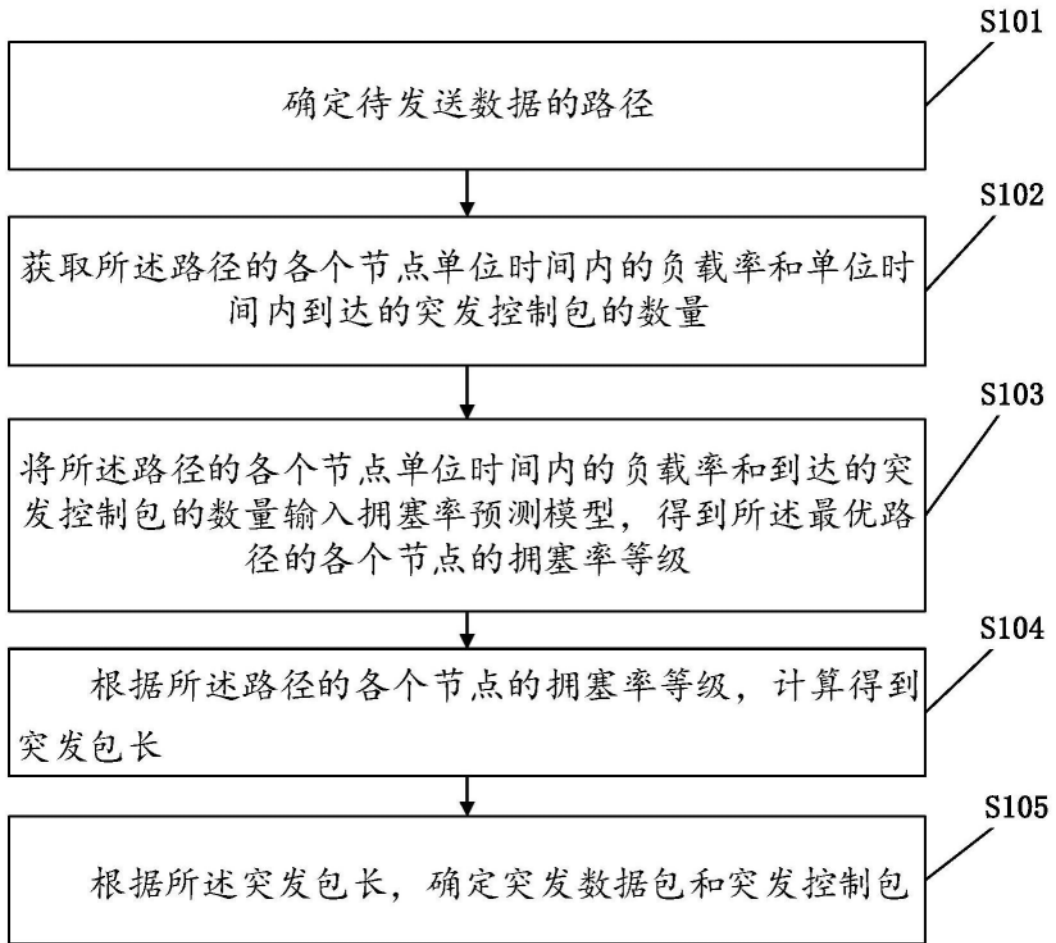 S101
确定待发送数据的路径
S102
获取所述路径的各个节点单位时间内的负载率和单位时
间内到达的突发控制包的数量
S103
将所述路径的各个节点单位时间内的负载率和到达的突
发控制包的数量输入拥塞率预测模型，得到所述最优路
径的各个节点的拥塞率等级
S104
根据所述路径的各个节点的拥塞率等级，计算得到
突发包长
S105
根据所述突发包长，确定突发数据包和突发控制包